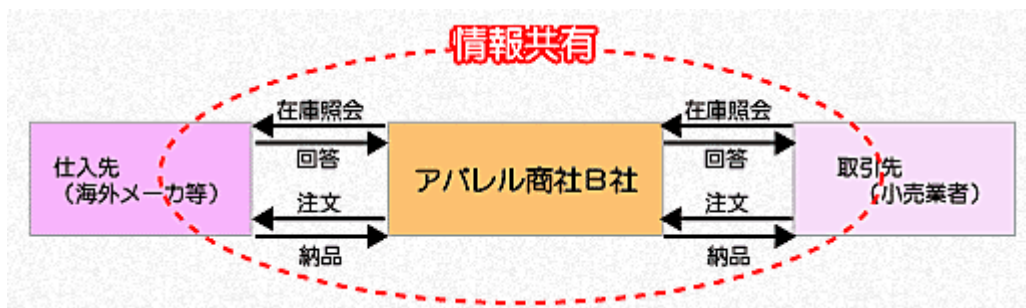 情報共有
在庫照会
在庫照会
仕入先
(海外メーカ等)
回答
アパレル商社B社
回答
取引先
(小売業者)
注文
注文
納品
納品